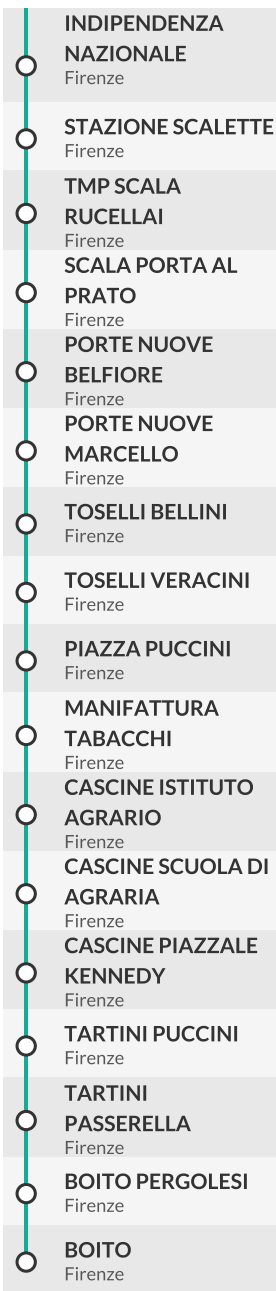 INDIPENDENZA
NAZIONALE
Firenze
STAZIONE SCALETTE
Firenze
TMP SCALA
RUCELLAI
Firenze
SCALA PORTA AL
PRATO
Firenze
PORTE NUOVE
BELFIORE
Firenze
PORTE NUOVE
MARCELLO
Firenze
TOSELLI BELLINI
Firenze
TOSELLI VERACINI
Firenze
PIAZZA PUCCINI
Firenze
MANIFATTURA
TABACCHI
Firenze
CASCINE ISTITUTO
AGRARIO
Firenze
CASCINE SCUOLA DI
AGRARIA
Firenze
CASCINE PIAZZALE
KENNEDY
Firenze
TARTINI PUCCINI
Firenze
TARTINI
PASSERELLA
Firenze
BOITO PERGOLESI
Firenze
BOITO
Firenze